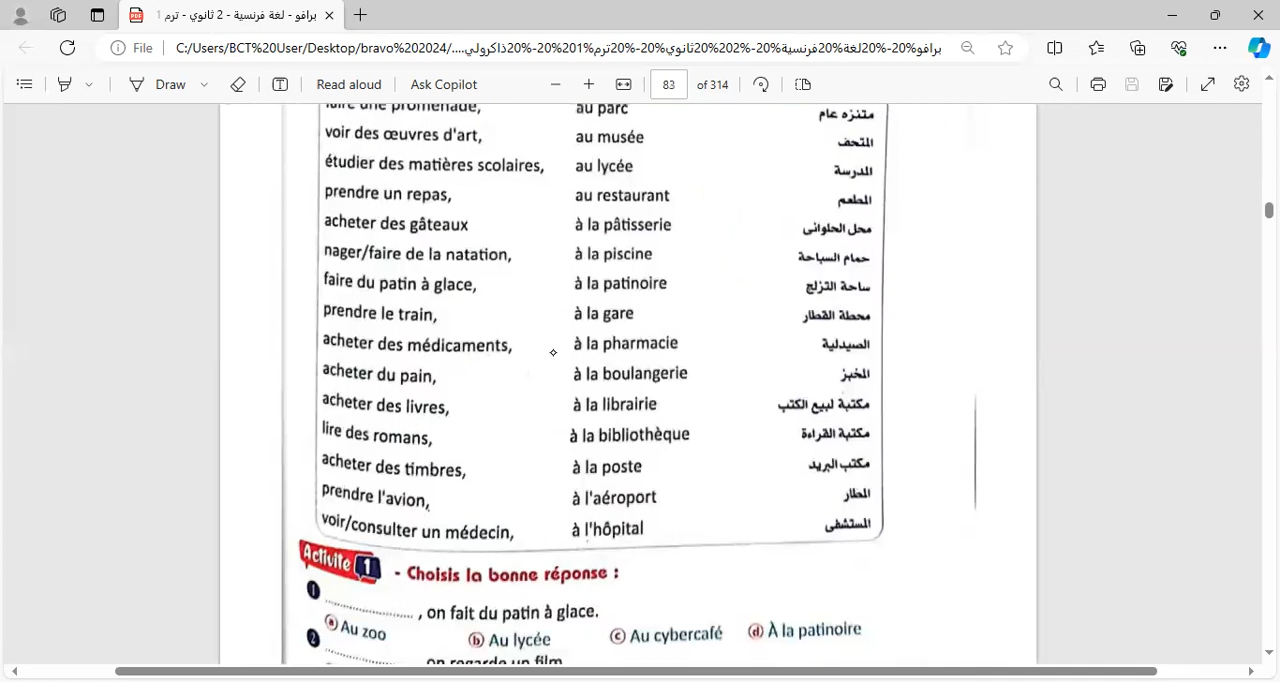 برافو - لغة فرنسية - 2 ثانوي - ترم 1
File C:/Users/BCT%20User/Desktop/bravo%202024/....برافو%20-%20لغة%20فرنسية%20-%202%20ثانوي%20-%20ترم%201%20-%20ذاكرولي
Draw Read aloud Ask Copilot 83 of 314
faire une promenade, au parc متنزه عام
voir des œuvres d'art, au musée المتحف
étudier des matières scolaires, au lycée المدرسة
prendre un repas, au restaurant المطعم
acheter des gâteaux à la pâtisserie محل الحلوانى
nager/faire de la natation, à la piscine حمام السباحة
faire du patin à glace, à la patinoire ساحة التزلج
prendre le train, à la gare محطة القطار
acheter des médicaments, à la pharmacie الصيدلية
acheter du pain, à la boulangerie المخبز
acheter des livres, à la librairie مكتبة لبيع الكتب
lire des romans, à la bibliothèque مكتبة القراءة
acheter des timbres, à la poste مكتب البريد
prendre l'avion, à l'aéroport المطار
voir/consulter un médecin, à l'hôpital المستشفى
Activite 1 - Choisis la bonne réponse :
1 .............. , on fait du patin à glace.
a Au zoo b Au lycée c Au cybercafé d À la patinoire
2 .............. on regarde un film